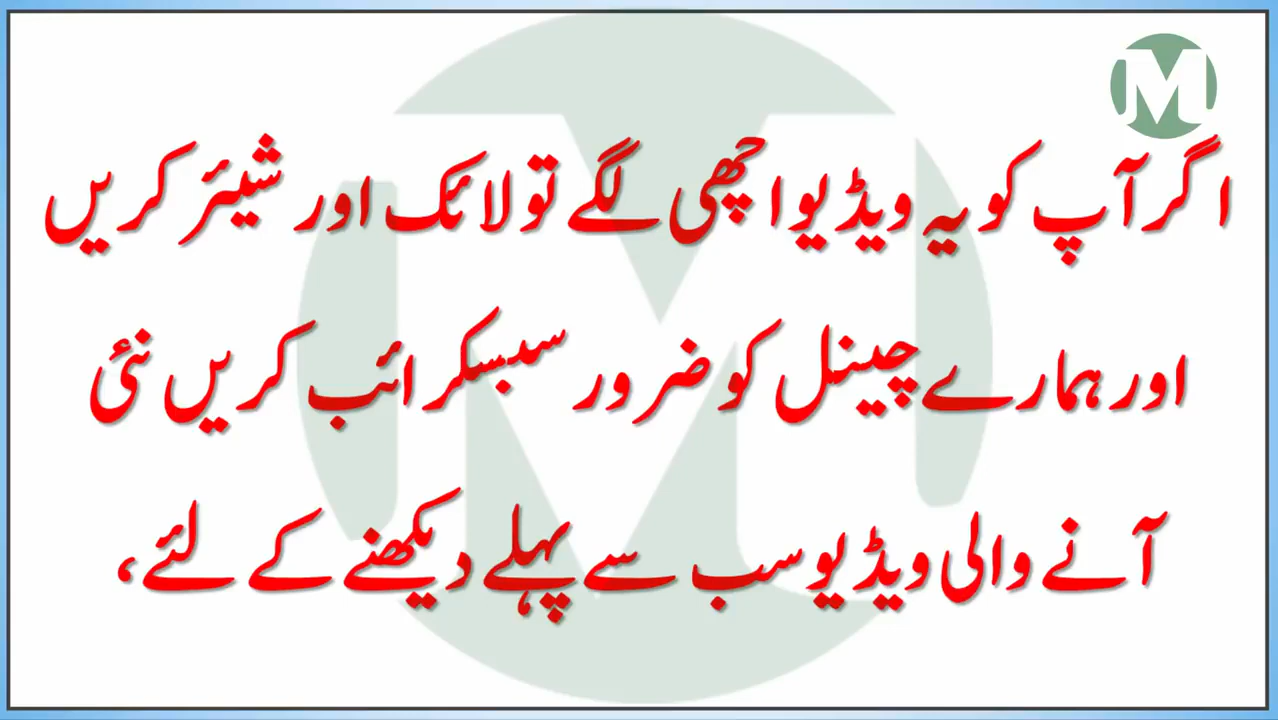 M
اگر آپ کو یہ ویڈیو اچھی لگے تو لائک اور شیئر کریں
اور ہمارے چینل کو ضرور سبسکرائب کریں نئی
آنے والی ویڈیو سب سے پہلے دیکھنے کے لئے،